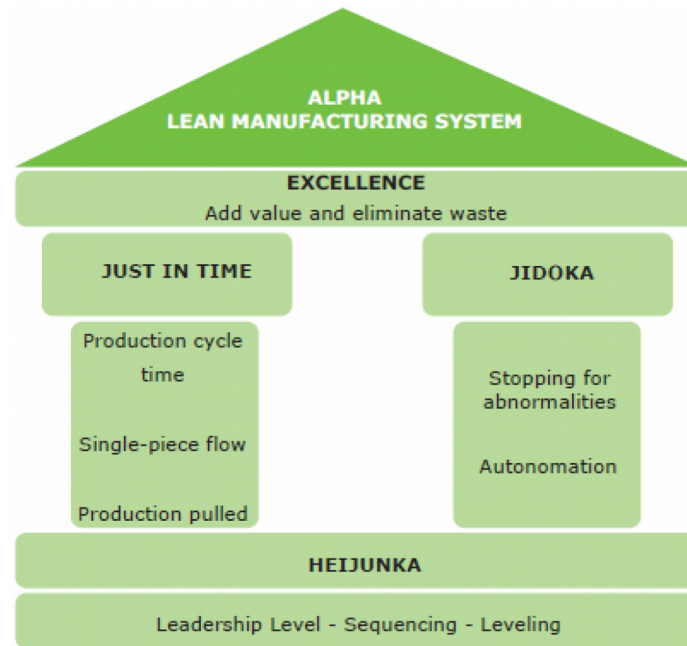 ALPHA
LEAN MANUFACTURING SYSTEM
EXCELLENCE
Add value and eliminate waste
JUST IN TIME
Production cycle
time
Single-piece flow
Production pulled
JIDOKA
Stopping for
abnormalities
Autonomation
HEIJUNKA
Leadership Level - Sequencing - Leveling